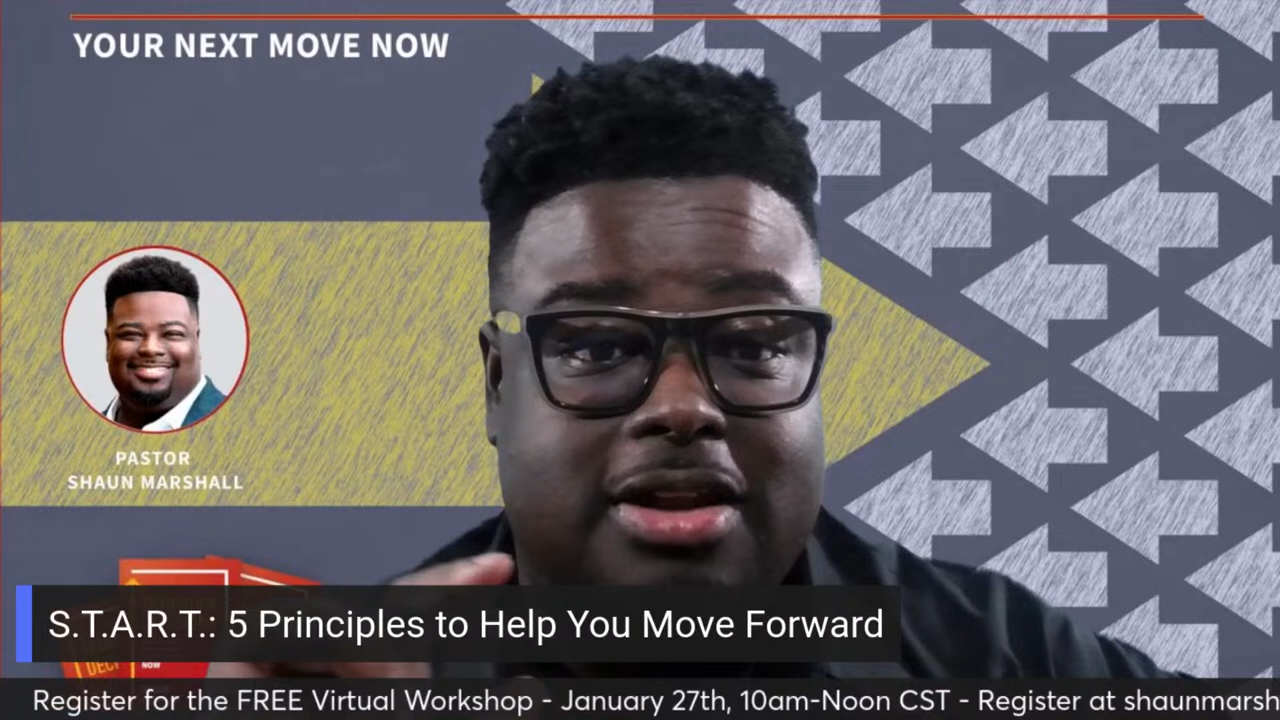 YOUR NEXT MOVE NOW
PASTOR
SHAUN MARSHALL
NOW
S.T.A.R.T.: 5 Principles to Help You Move Forward
Register for the FREE Virtual Workshop - January 27th, 10am-Noon CST - Register at shaunmarsh